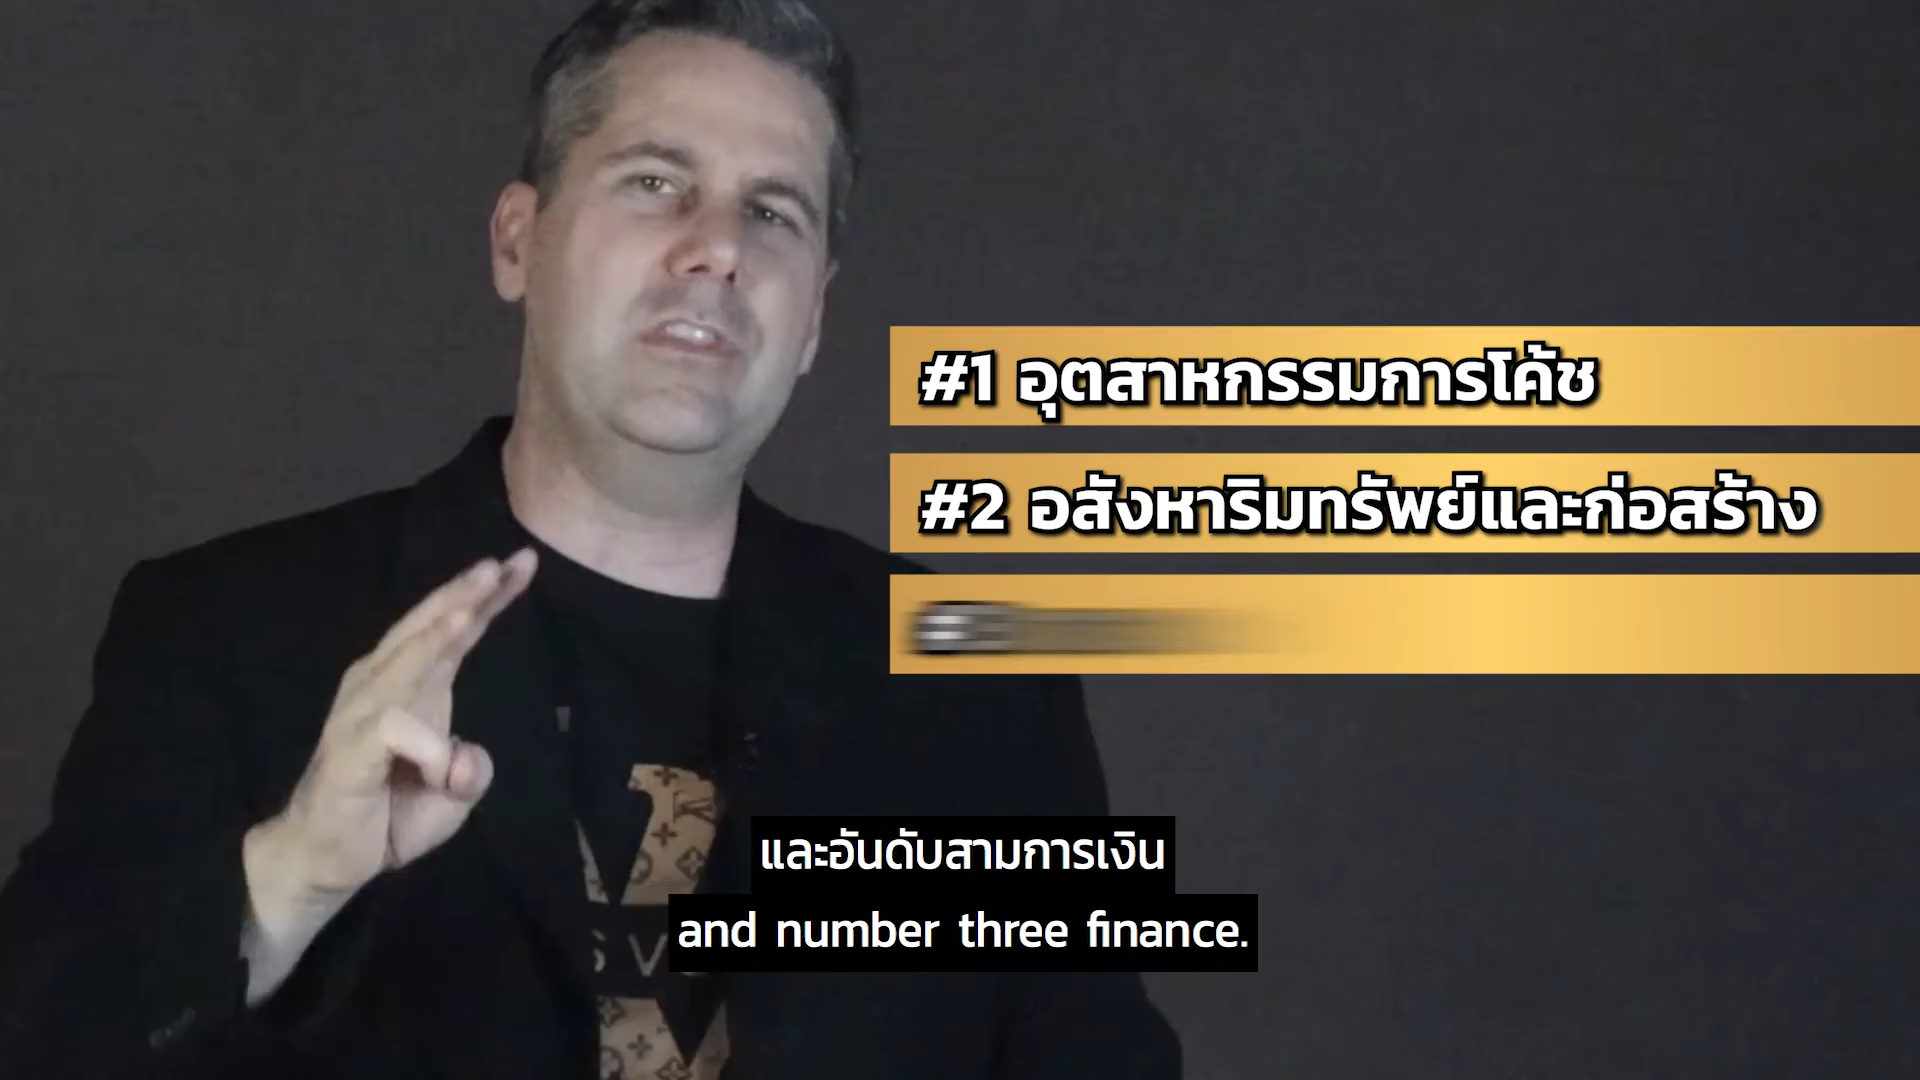 #1 อุตสาหกรรมการโค้ช
#2 อสังหาริมทรัพย์และก่อสร้าง
และอันดับสามการเงิน
and number three finance.